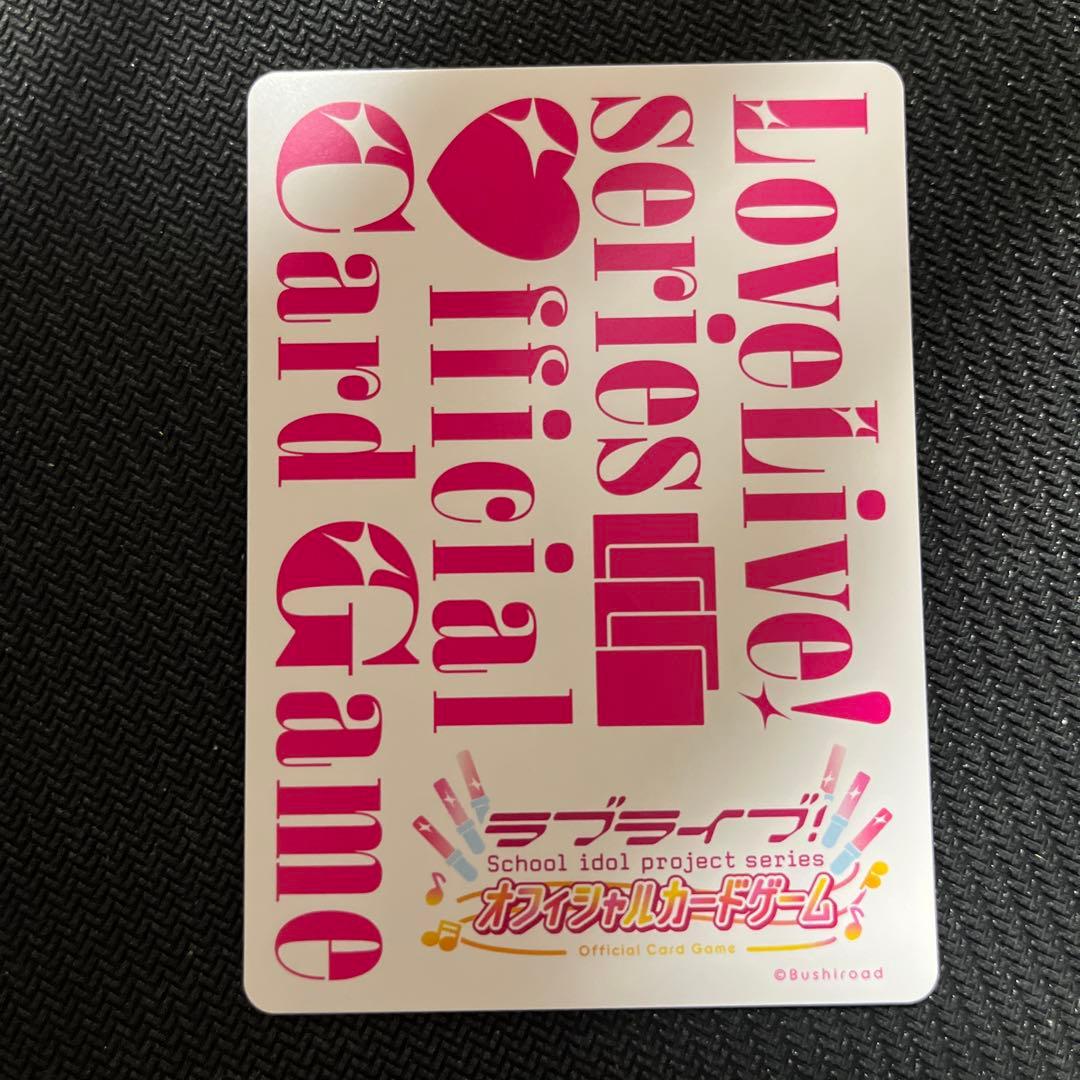 LoveLive!
series
♥fficial
Card Game
ラブライブ!
School idol project series
オフィシャルカードゲーム
Official Card Game
©Bushiroad